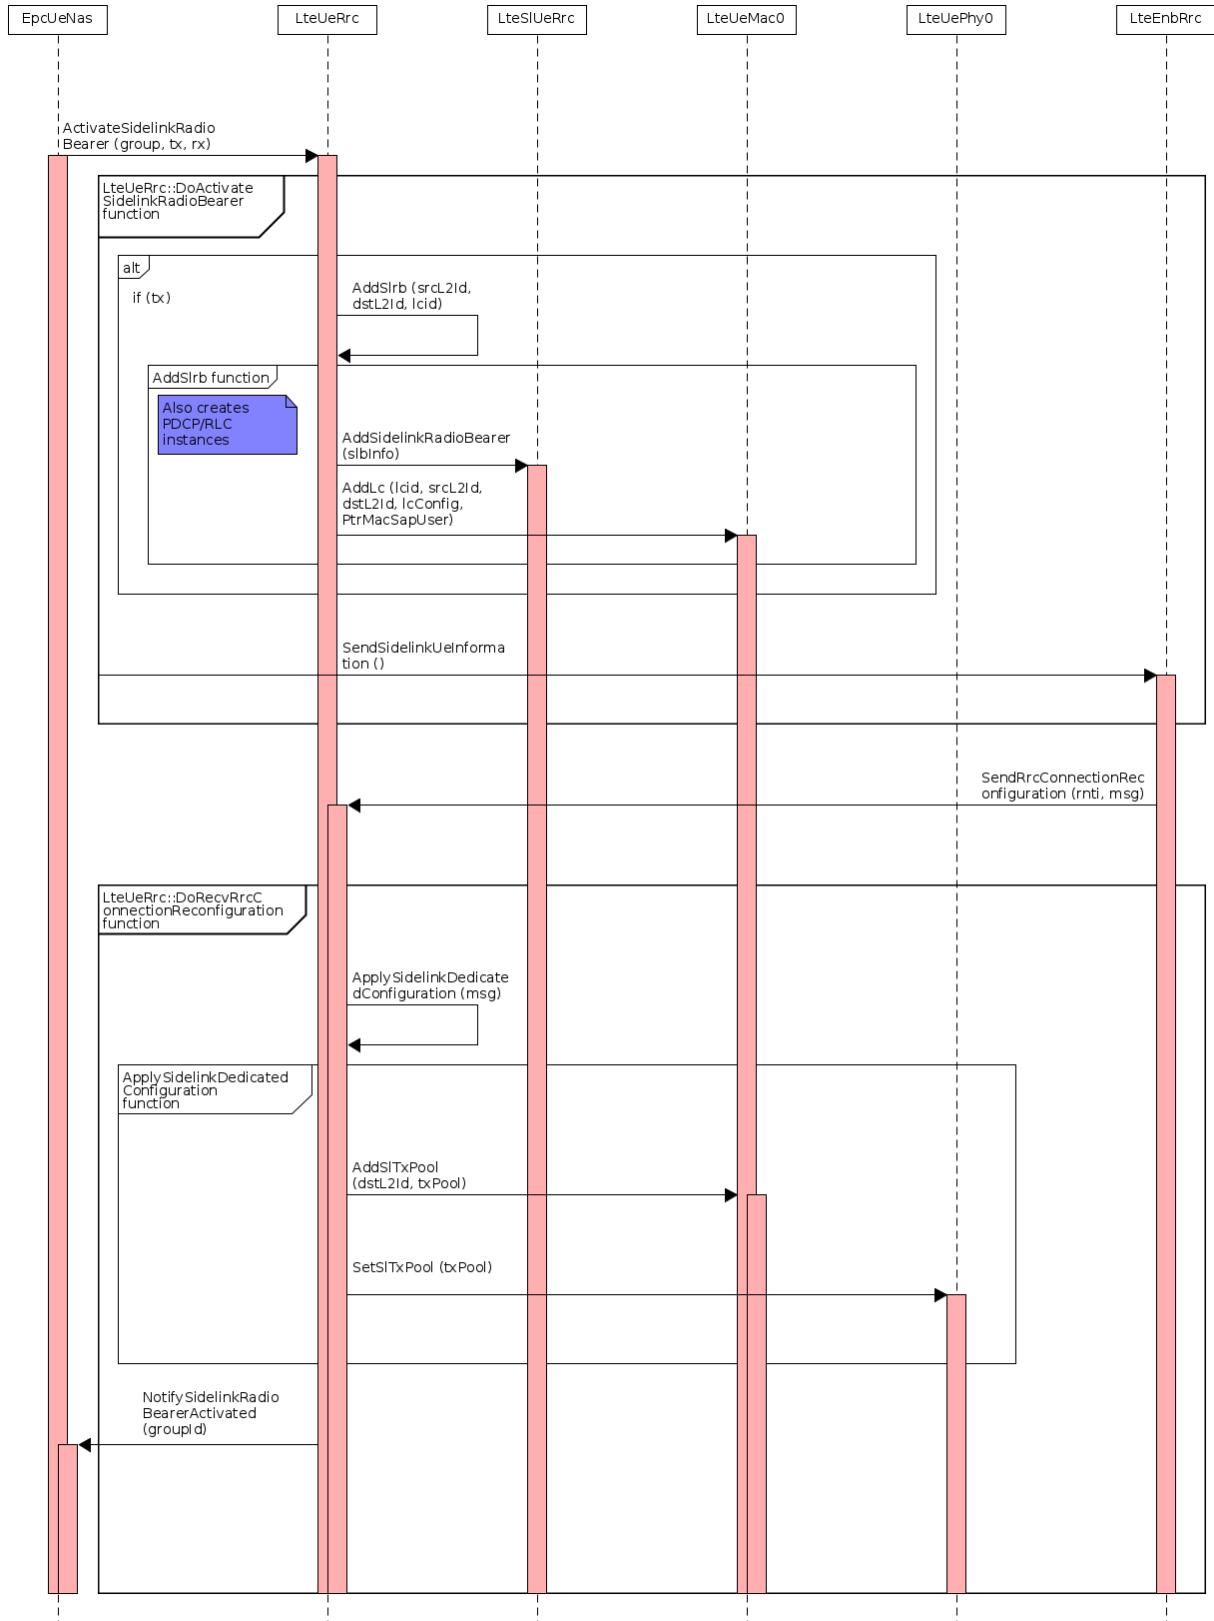 EpcUeNas
LteUeRrc
LteSlUeRrc
LteUeMac0
LteUePhy0
LteEnbRrc
ActivateSidelinkRadio
Bearer (group, tx, rx)
LteUeRrc::DoActivate
SidelinkRadioBearer
function
alt
if (tx)
AddSlrb (srcL2Id,
dstL2Id, lcid)
AddSlrb function
Also creates
PDCP/RLC
instances
AddSidelinkRadioBearer
(slbInfo)
AddLc (lcid, srcL2Id,
dstL2Id, lcConfig,
PtrMacSapUser)
SendSidelinkUeInforma
tion ()
SendRrcConnectionRec
onfiguration (rnti, msg)
LteUeRrc::DoRecvRrcC
onnectionReconfiguration
function
ApplySidelinkDedicate
dConfiguration (msg)
ApplySidelinkDedicated
Configuration
function
AddSlTxPool
(dstL2Id, txPool)
SetSlTxPool (txPool)
NotifySidelinkRadio
BearerActivated
(groupId)